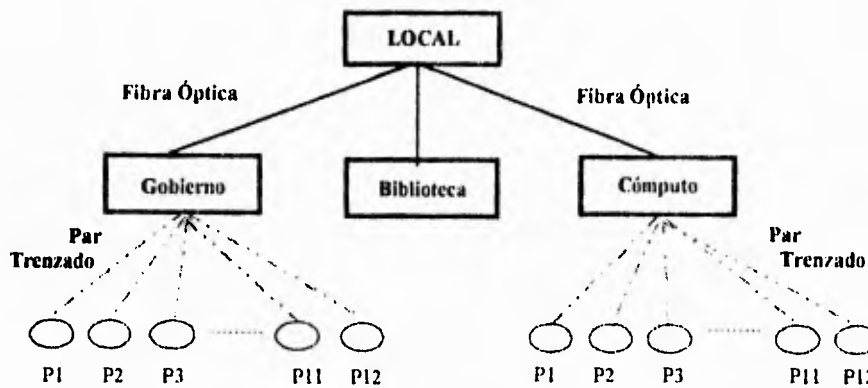 LOCAL
Fibra Óptica
Fibra Óptica
Gobierno
Biblioteca
Cómputo
Par
Trenzado
Par
Trenzado
P1 P2 P3 P11 P12
P1 P2 P3 P11 P12